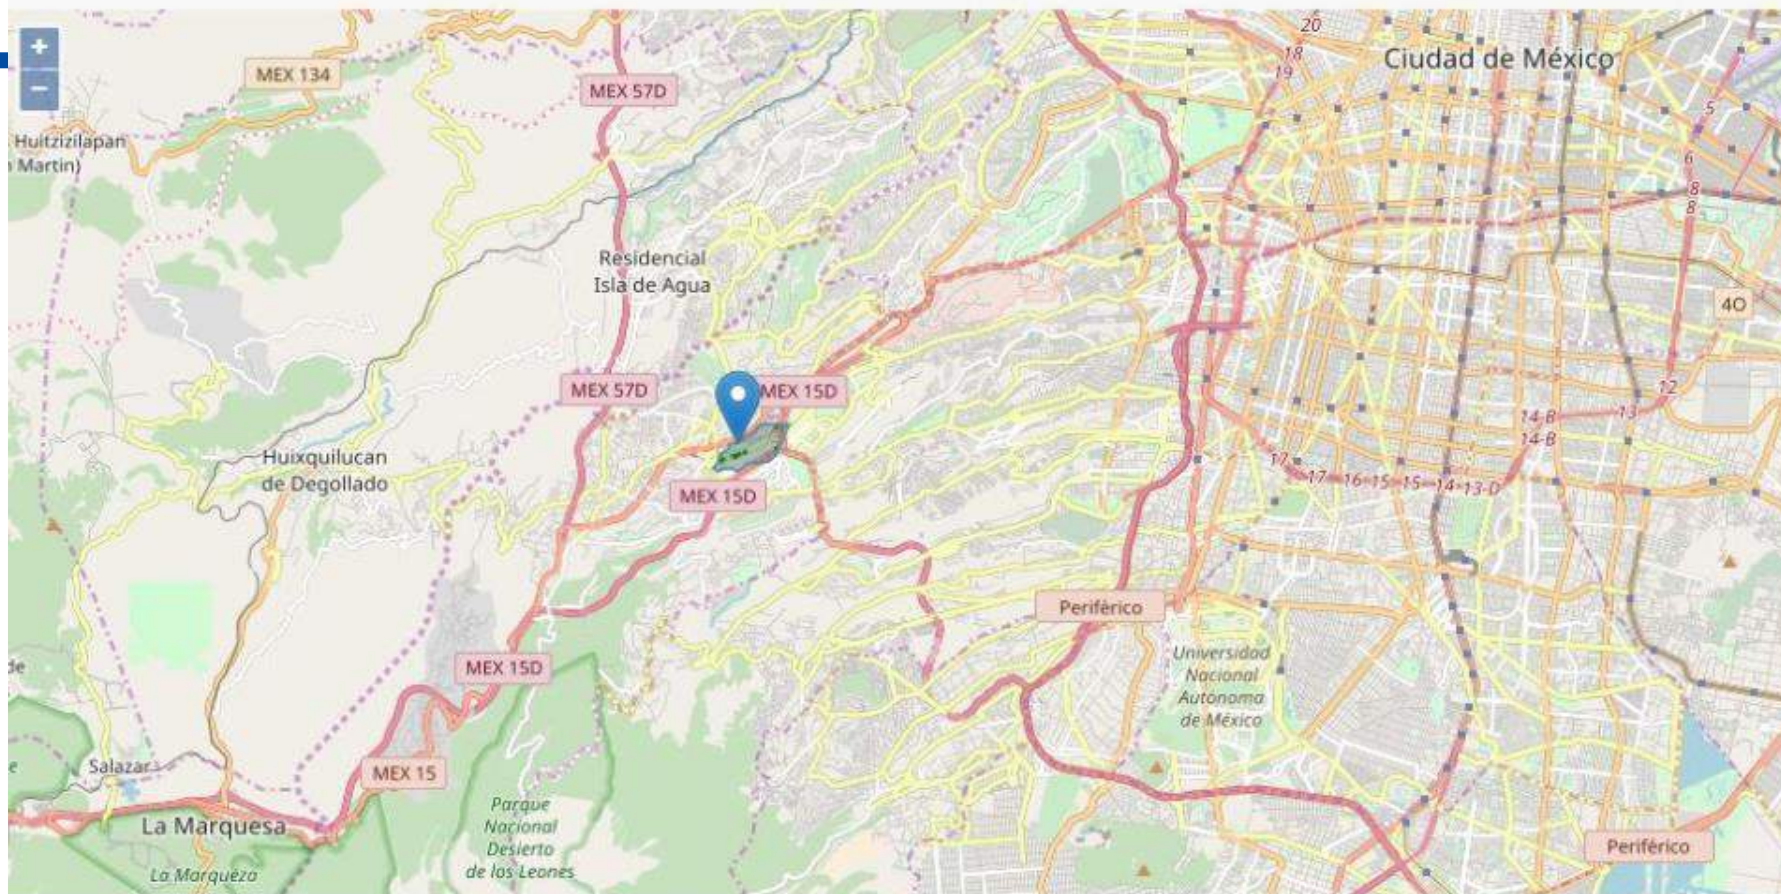 +
−
20
18
19
Ciudad de México
MEX 134
MEX 57D
5
Huitzizilapan
Martin)
6
8
8
Residencial
Isla de Agua
4O
MEX 57D
MEX 15D
12
13
14-B
14-B
Huixquilucan
de Degollado
17
17
16
15
15
14
13-D
MEX 15D
Periférico
Universidad
Nacional
Autónoma
de México
MEX 15D
de
Salazar
MEX 15
Parque
Nacional
Desierto
de los Leones
La Marquesa
La Marqueza
Periférico